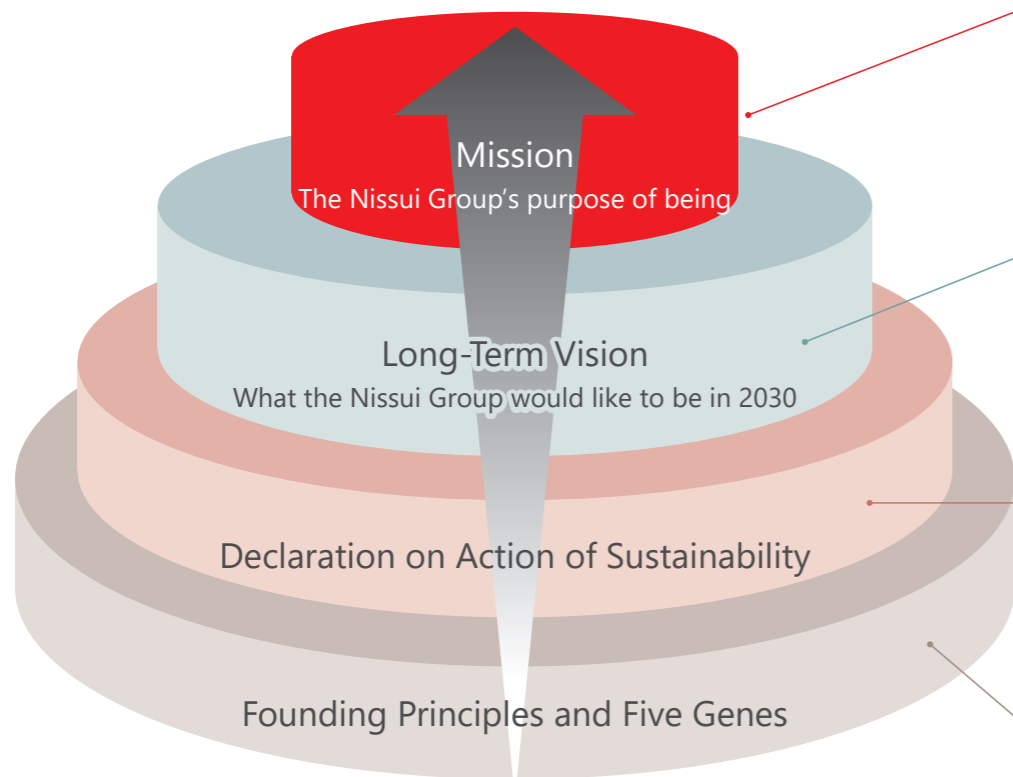 Mission
The Nissui Group’s purpose of being
Long-Term Vision
What the Nissui Group would like to be in 2030
Declaration on Action of Sustainability
Founding Principles and Five Genes